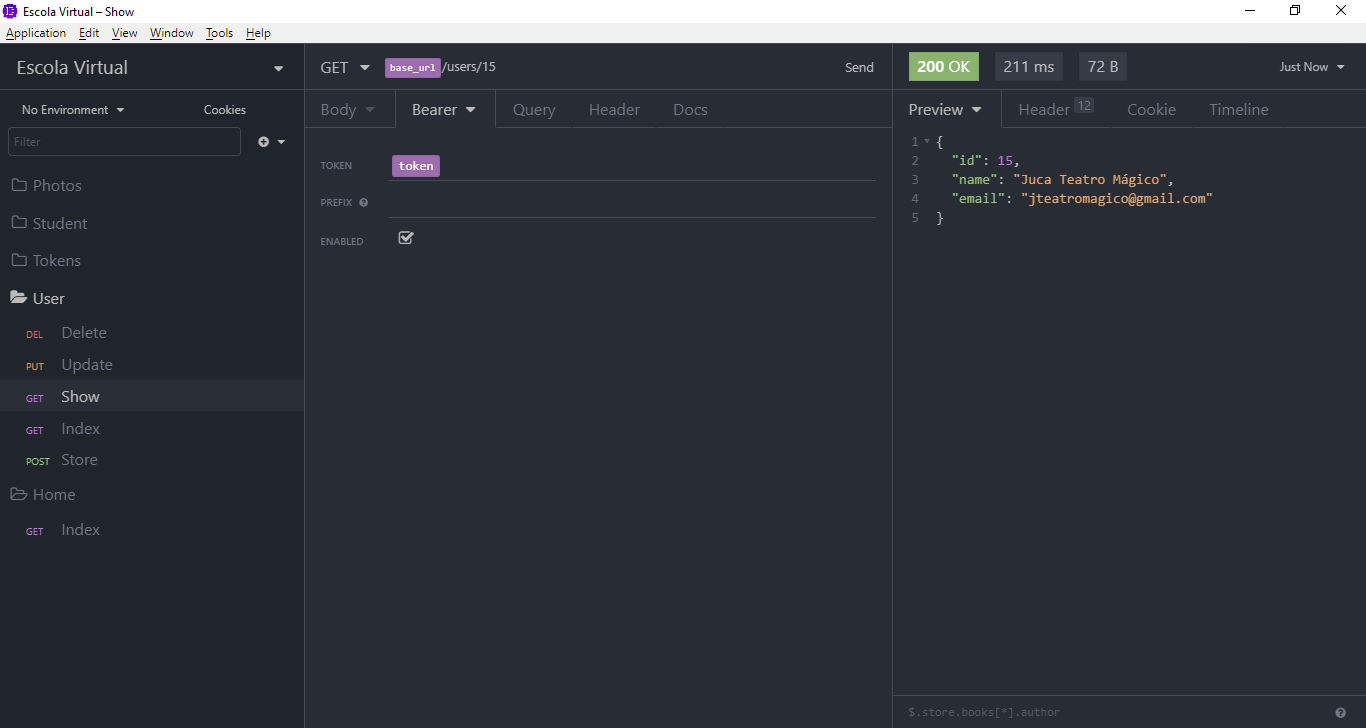 Escola Virtual – Show
Application Edit View Window Tools Help
Escola Virtual
No Environment Cookies
Filter
Photos
Student
Tokens
User
DEL Delete
PUT Update
GET Show
GET Index
POST Store
Home
GET Index
GET base_url /users/15 Send
Body Bearer Query Header Docs
TOKEN token
PREFIX
ENABLED
200 OK 211 ms 72 B Just Now
Preview Header 12 Cookie Timeline
1 {
2 "id": 15,
3 "name": "Juca Teatro Mágico",
4 "email": "jteatromagico@gmail.com"
5 }
$.store.books[*].author